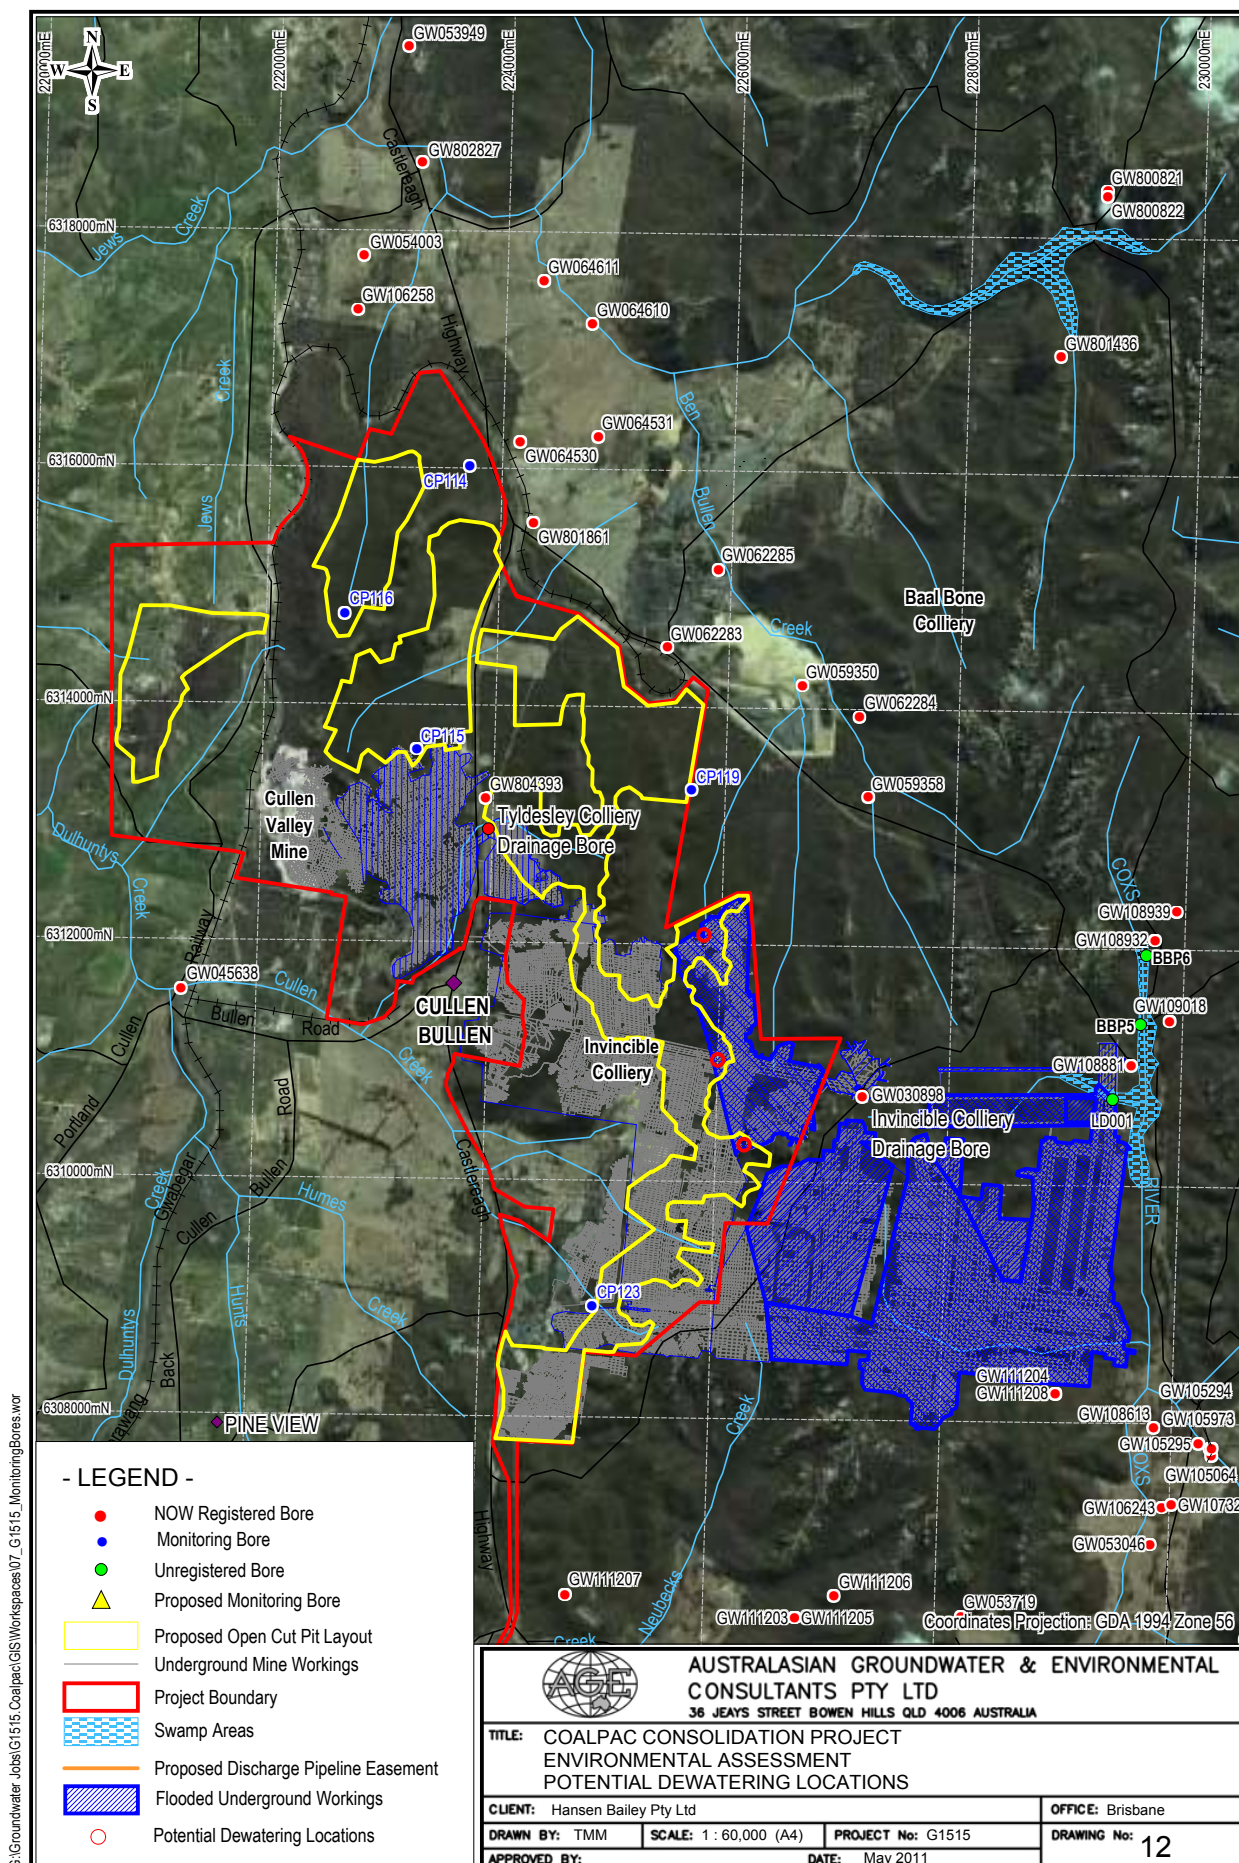 N
W E
S
220000mE
222000mE
224000mE
226000mE
228000mE
230000mE
6318000mN
6316000mN
6314000mN
6312000mN
6310000mN
6308000mN
GW053949
GW802827
Castlereagh
GW800821
GW800822
Jews
Creek
GW054003
GW064611
GW106258
GW064610
Highway
GW801436
Creek
Ben
GW064531
GW064530
CP114
Bullen
Jews
GW801861
GW062285
CP116
Baal Bone
Colliery
Creek
GW062283
GW059350
GW062284
CP115
CP119
GW059358
GW804393
Cullen
Valley
Mine
Tyldesley Colliery
Drainage Bore
Dulhuntys
Creek
COXS
GW108939
GW108932
BBP6
Railway
GW045638
Cullen
CULLEN
BULLEN
GW109018
BBP5
Cullen
Bullen
Road
Invincible
Colliery
GW108881
Creek
GW030898
Road
Portland
Invincible Colliery
Drainage Bore
LD001
Castlereagh
Gwabegar
Bullen
Creek
Humes
Cullen
RIVER
Hunts
Creek
CP123
Dulhuntys
Back
GW111204
GW111208
GW105294
GW108613
GW105973
GW105295
Creek
COXS
GW105064
PINE VIEW
GW106243
GW10732
Highway
GW053046
GW111207
GW111206
Neubecks
GW111203
GW111205
GW053719
Creek
Coordinates Projection: GDA 1994 Zone 56
- LEGEND -
NOW Registered Bore
Monitoring Bore
Unregistered Bore
Proposed Monitoring Bore
Proposed Open Cut Pit Layout
Underground Mine Workings
Project Boundary
Swamp Areas
Proposed Discharge Pipeline Easement
Flooded Underground Workings
Potential Dewatering Locations
G:\Groundwater Jobs\G1515.Coalpac\GIS\Workspaces\07_G1515_MonitoringBores.wor
AGE
AUSTRALASIAN GROUNDWATER & ENVIRONMENTAL
CONSULTANTS PTY LTD
36 JEAYS STREET BOWEN HILLS QLD 4006 AUSTRALIA
TITLE: COALPAC CONSOLIDATION PROJECT
ENVIRONMENTAL ASSESSMENT
POTENTIAL DEWATERING LOCATIONS
CLIENT: Hansen Bailey Pty Ltd
OFFICE: Brisbane
DRAWN BY: TMM
SCALE: 1 : 60,000 (A4)
PROJECT No: G1515
DRAWING No: 12
APPROVED BY:
DATE: May 2011